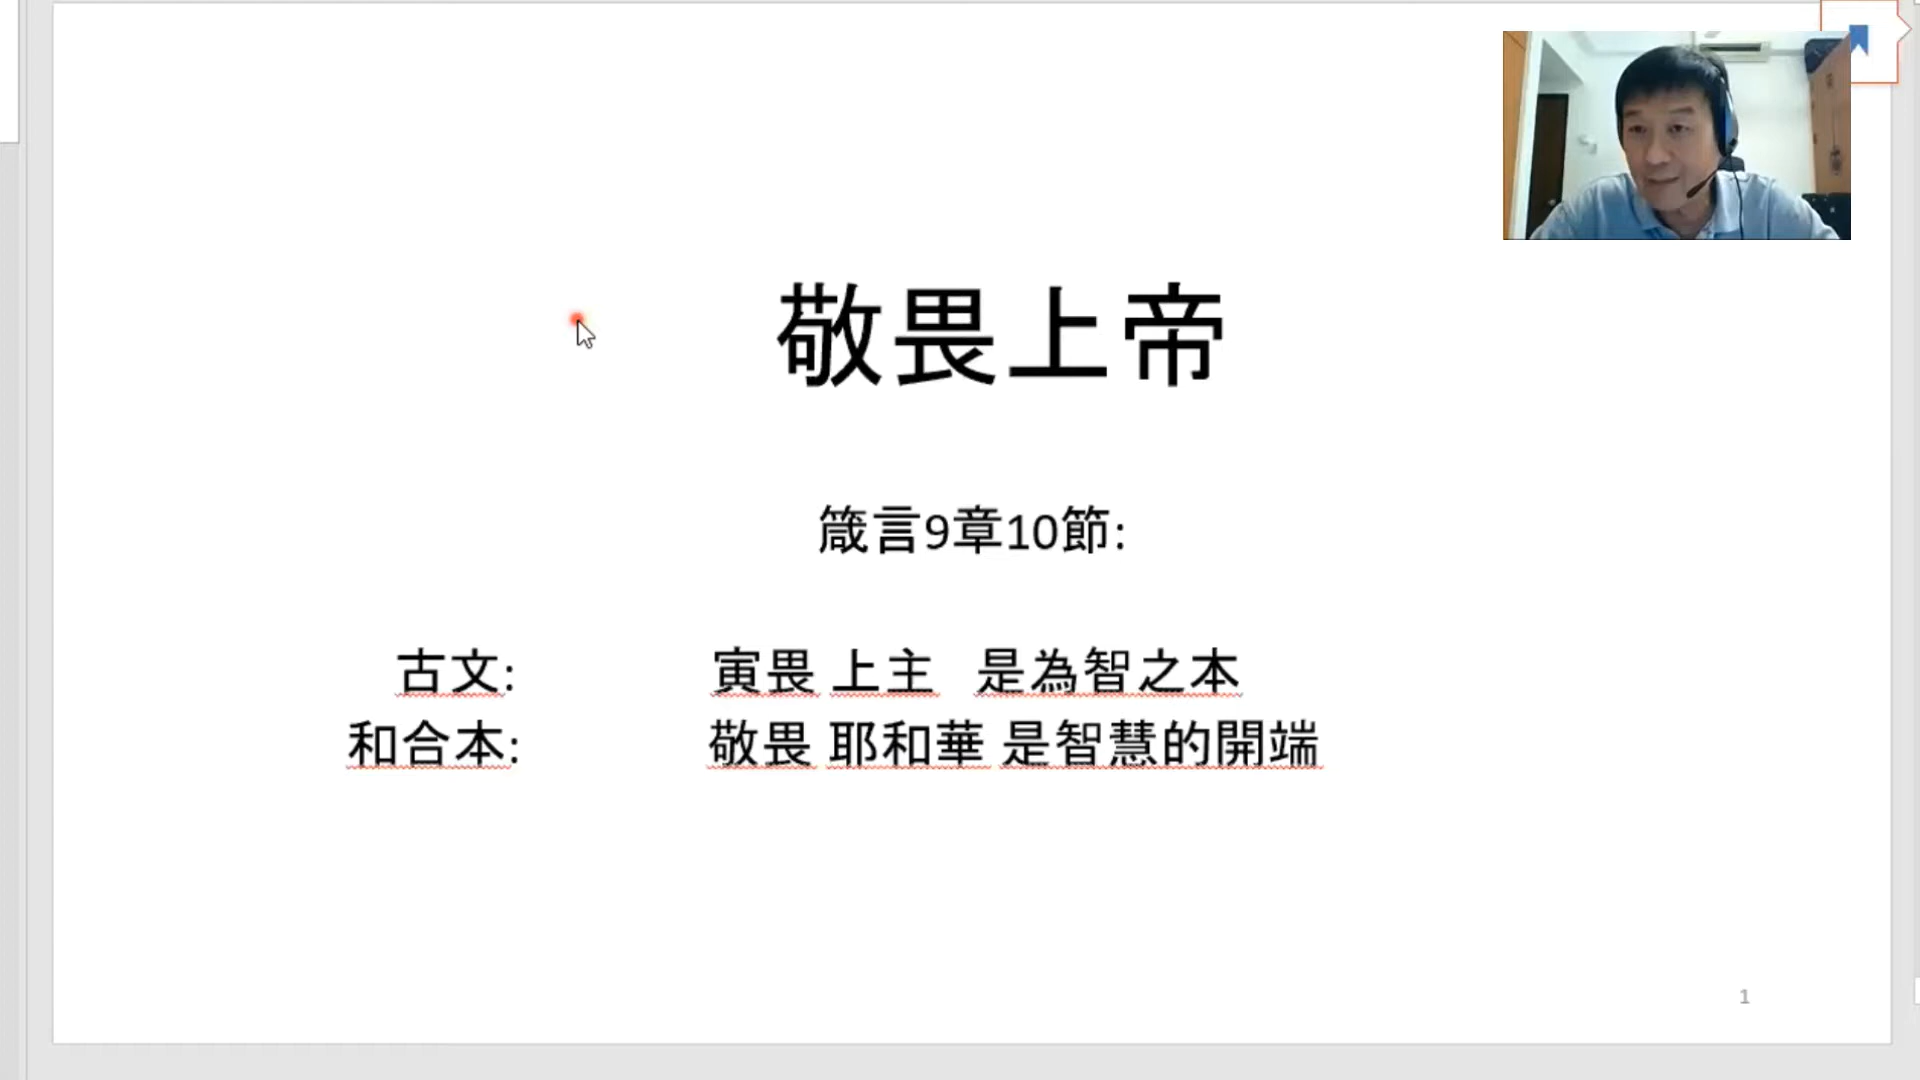 敬畏上帝
箴言9章10節:
古文: 寅畏 上主 是為智之本
和合本: 敬畏 耶和華 是智慧的開端
1